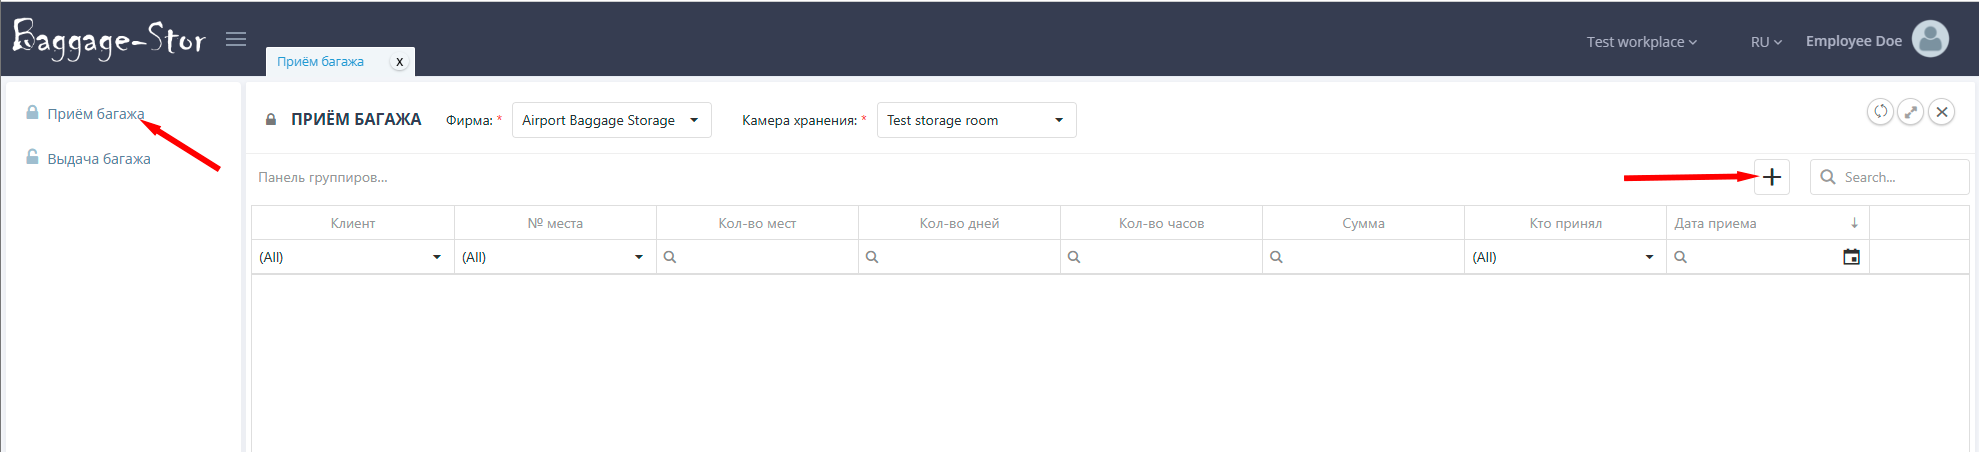 Baggage-Stor
Приём багажа x
Test workplace RU Employee Doe
Приём багажа
Выдача багажа
ПРИЁМ БАГАЖА Фирма: * Airport Baggage Storage Камера хранения: * Test storage room
Панель группиров... Search...
Клиент № места Кол-во мест Кол-во дней Кол-во часов Сумма Кто принял Дата приема
(All) (All) (All)